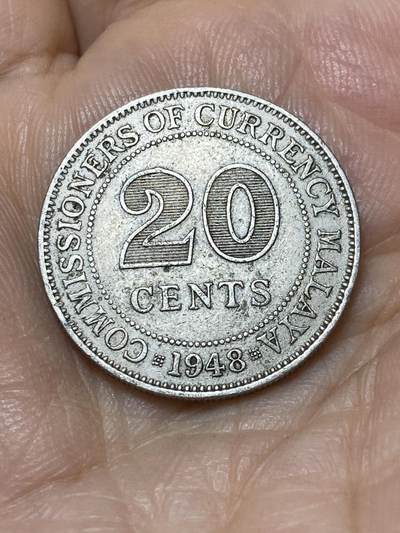 COMMISSIONERS OF CURRENCY MALAYA
20
CENTS
1948